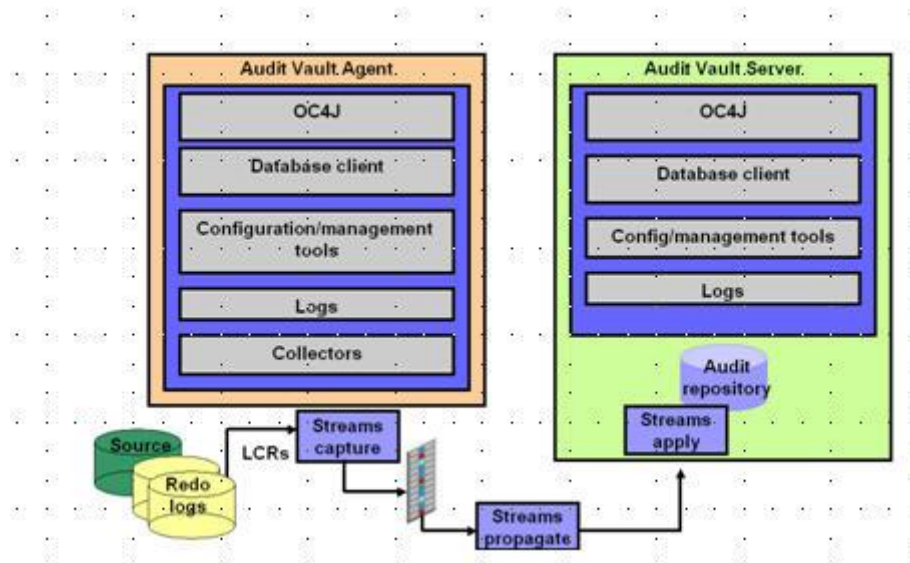 Audit Vault Agent
OC4J
Database client
Configuration/management
tools
Logs
Collectors
Audit Vault Server
OC4J
Database client
Config/management tools
Logs
Audit
repository
Streams
apply
Source
Redo
logs
LCRs
Streams
capture
Streams
propagate